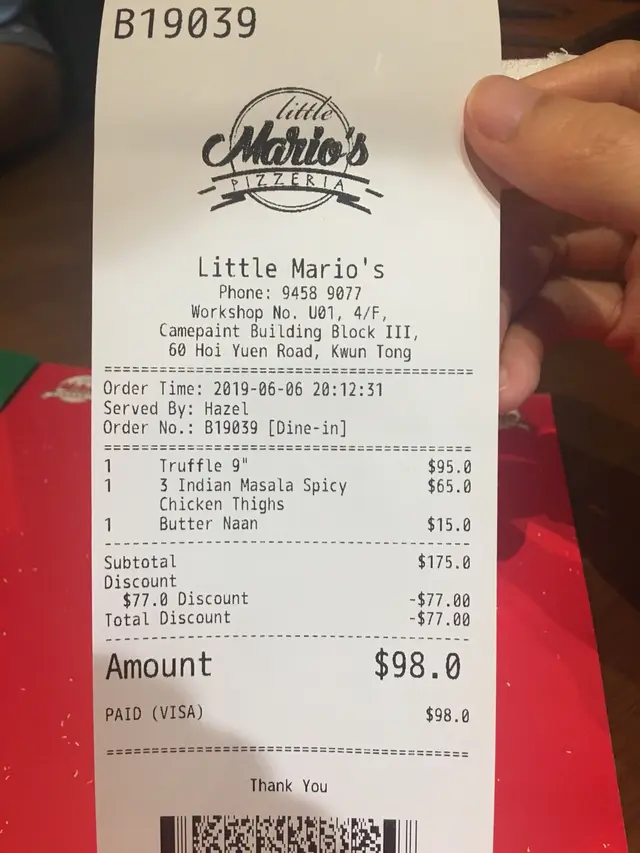 B19039
little
Mario's
PIZZERIA
Little Mario's
Phone: 9458 9077
Workshop No. U01, 4/F,
Camepaint Building Block III,
60 Hoi Yuen Road, Kwun Tong
==================================================
Order Time: 2019-06-06 20:12:31
Served By: Hazel
Order No.: B19039 [Dine-in]
==================================================
1 Truffle 9" $95.0
1 3 Indian Masala Spicy $65.0
Chicken Thighs
1 Butter Naan $15.0
--------------------------------------------------
Subtotal $175.0
Discount
$77.0 Discount -$77.00
Total Discount -$77.00
--------------------------------------------------
Amount $98.0
PAID (VISA) $98.0
==================================================
Thank You